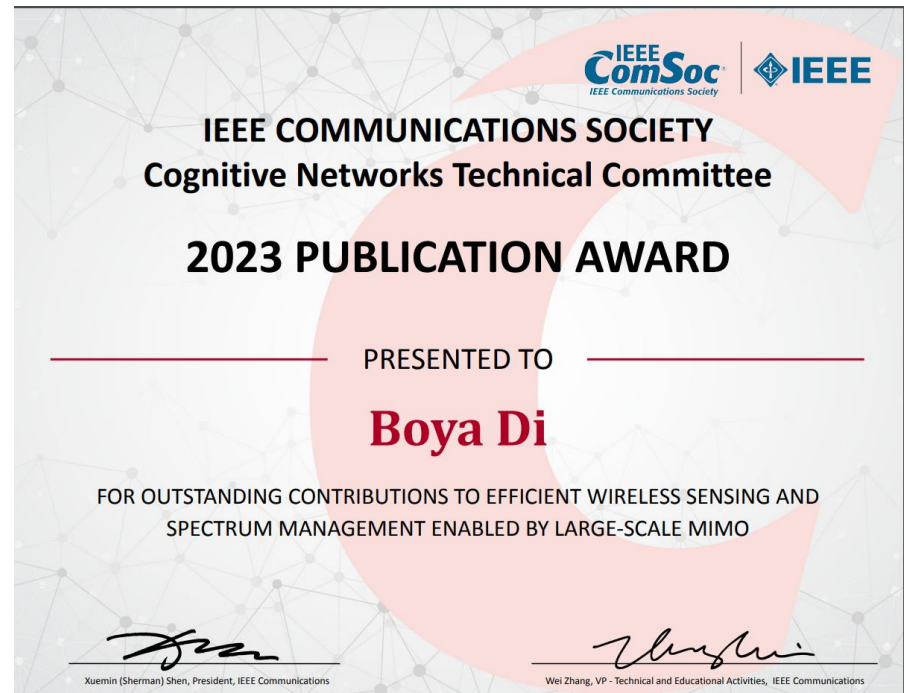 IEEE
ComSoc
IEEE Communications Society
IEEE
IEEE COMMUNICATIONS SOCIETY
Cognitive Networks Technical Committee
2023 PUBLICATION AWARD
PRESENTED TO
Boya Di
FOR OUTSTANDING CONTRIBUTIONS TO EFFICIENT WIRELESS SENSING AND
SPECTRUM MANAGEMENT ENABLED BY LARGE-SCALE MIMO
Xuemin (Sherman) Shen, President, IEEE Communications
Wei Zhang, VP - Technical and Educational Activities, IEEE Communications